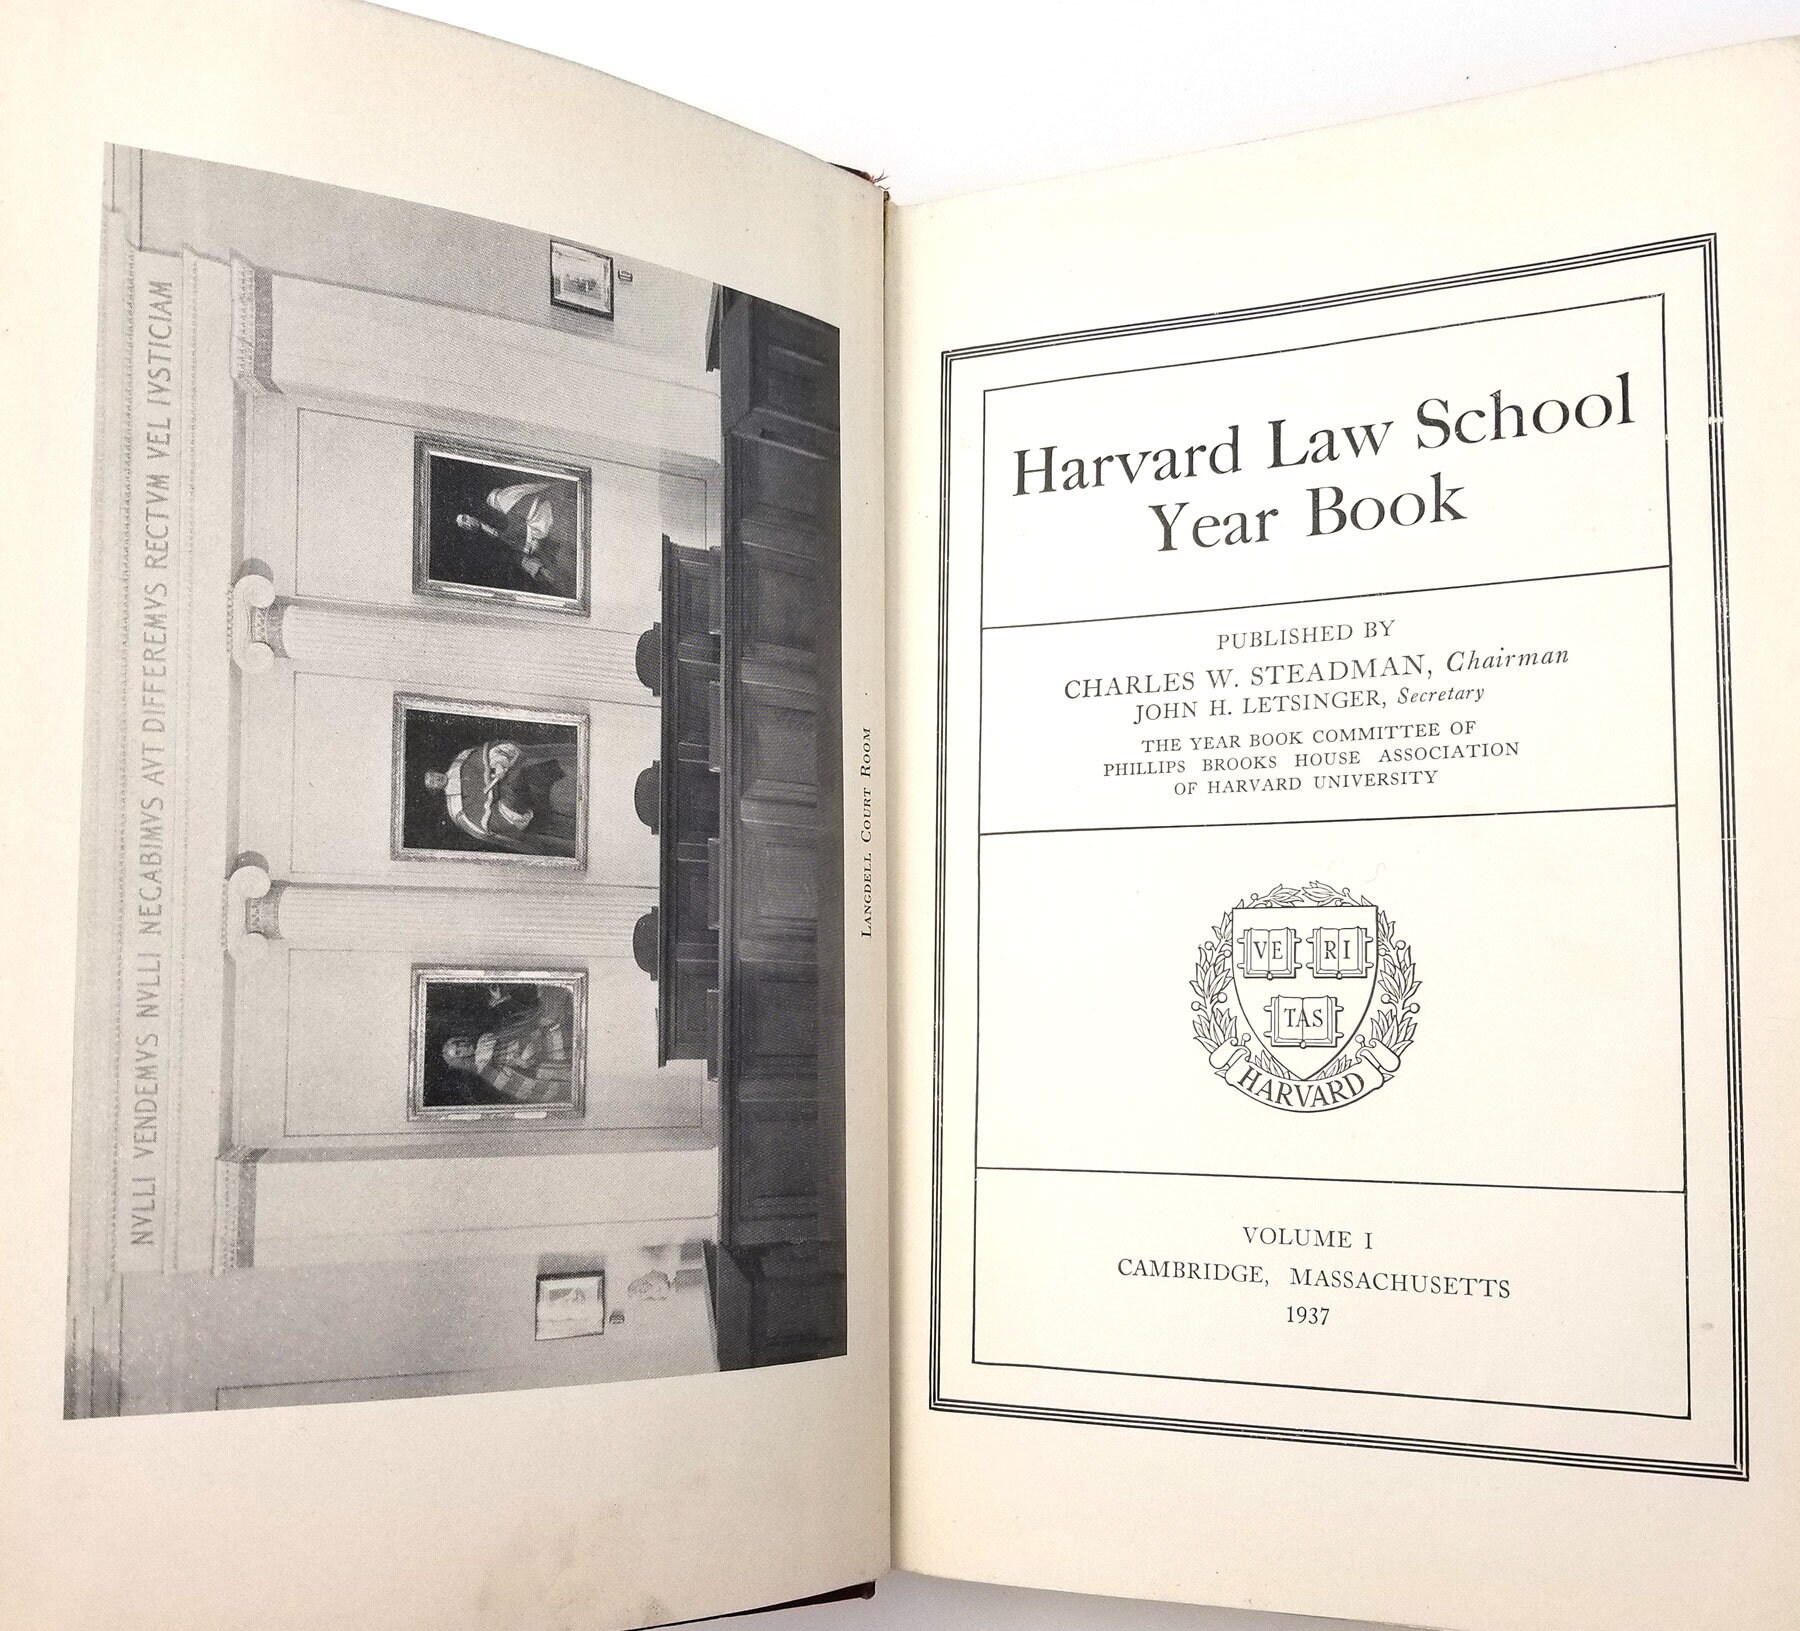 NVLLI VENDEMVS NVLLI NECABIMVS AVT DIFFEREMVS RECTVM VEL IVSTICIAM
LANGDELL COURT ROOM
Harvard Law School
Year Book
PUBLISHED BY
CHARLES W. STEADMAN, Chairman
JOHN H. LETSINGER, Secretary
THE YEAR BOOK COMMITTEE OF
PHILLIPS BROOKS HOUSE ASSOCIATION
OF HARVARD UNIVERSITY
VE RI
TAS
HARVARD
VOLUME I
CAMBRIDGE, MASSACHUSETTS
1937